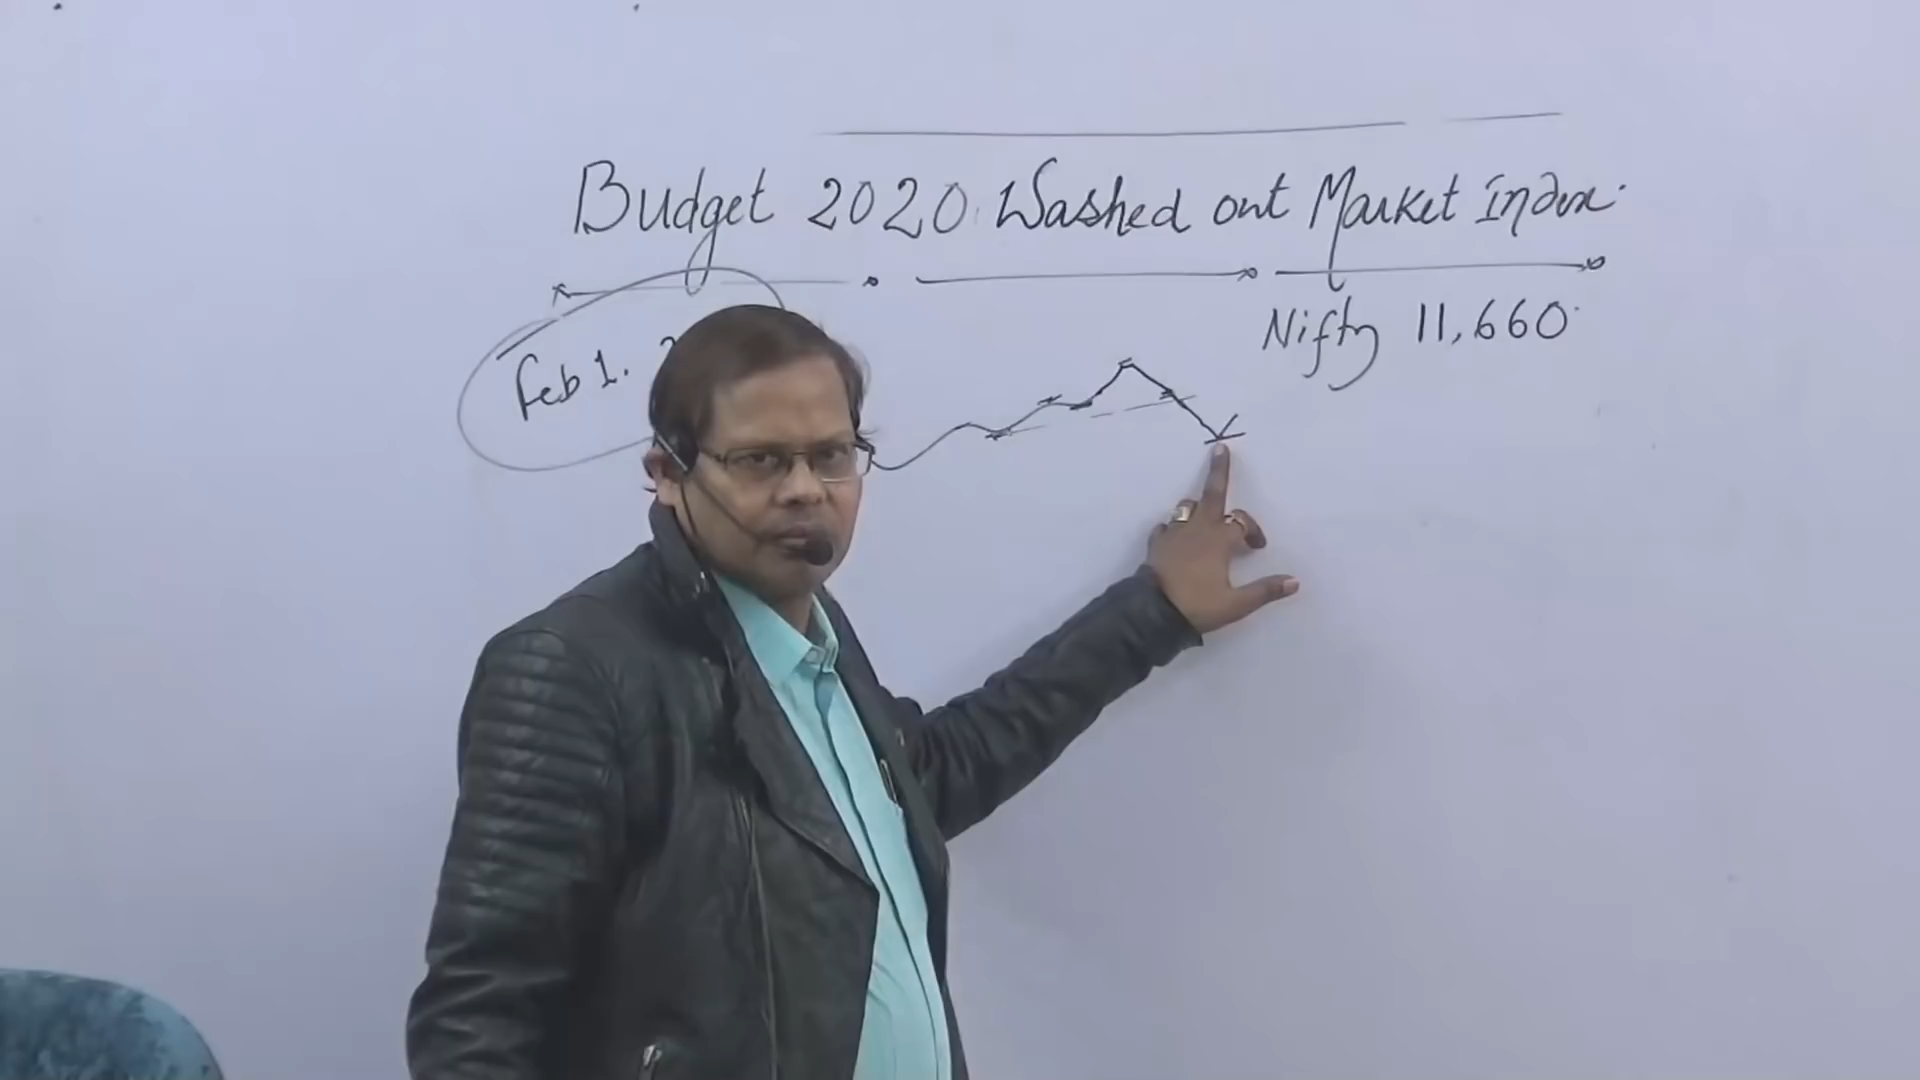 Budget 2020 Washed out Market Index.
Nifty 11,660
Feb 1.